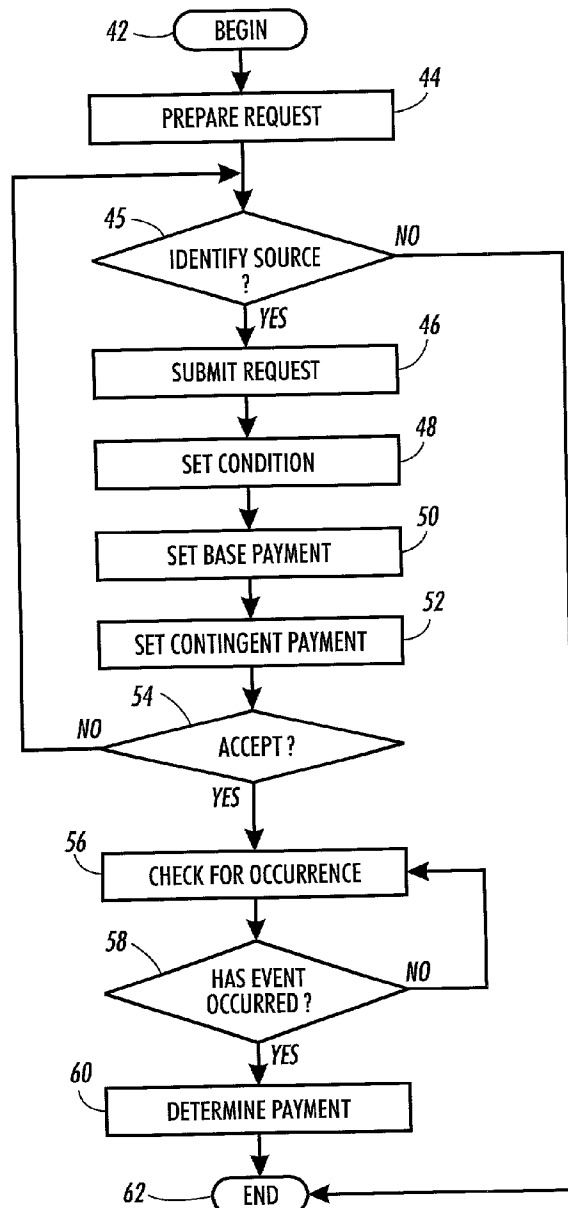 42 BEGIN
44
PREPARE REQUEST
45
NO
IDENTIFY SOURCE
?
YES
46
SUBMIT REQUEST
48
SET CONDITION
50
SET BASE PAYMENT
52
SET CONTINGENT PAYMENT
54
NO
ACCEPT ?
YES
56
CHECK FOR OCCURRENCE
58
HAS EVENT
NO
OCCURRED ?
YES
60
DETERMINE PAYMENT
62 END